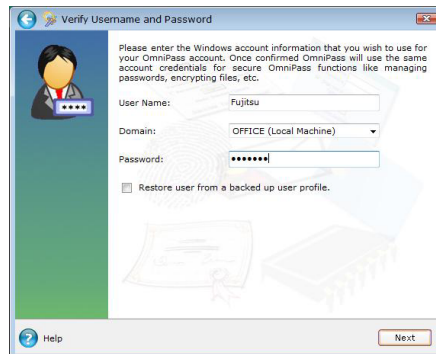 Verify Username and Password
Please enter the Windows account information that you wish to use for
your OmniPass account. Once confirmed OmniPass will use the same
account credentials for secure OmniPass functions like managing
passwords, encrypting files, etc.
User Name:
Fujitsu
Domain:
OFFICE (Local Machine)
Password:
•••••••
Restore user from a backed up user profile.
Help
Next